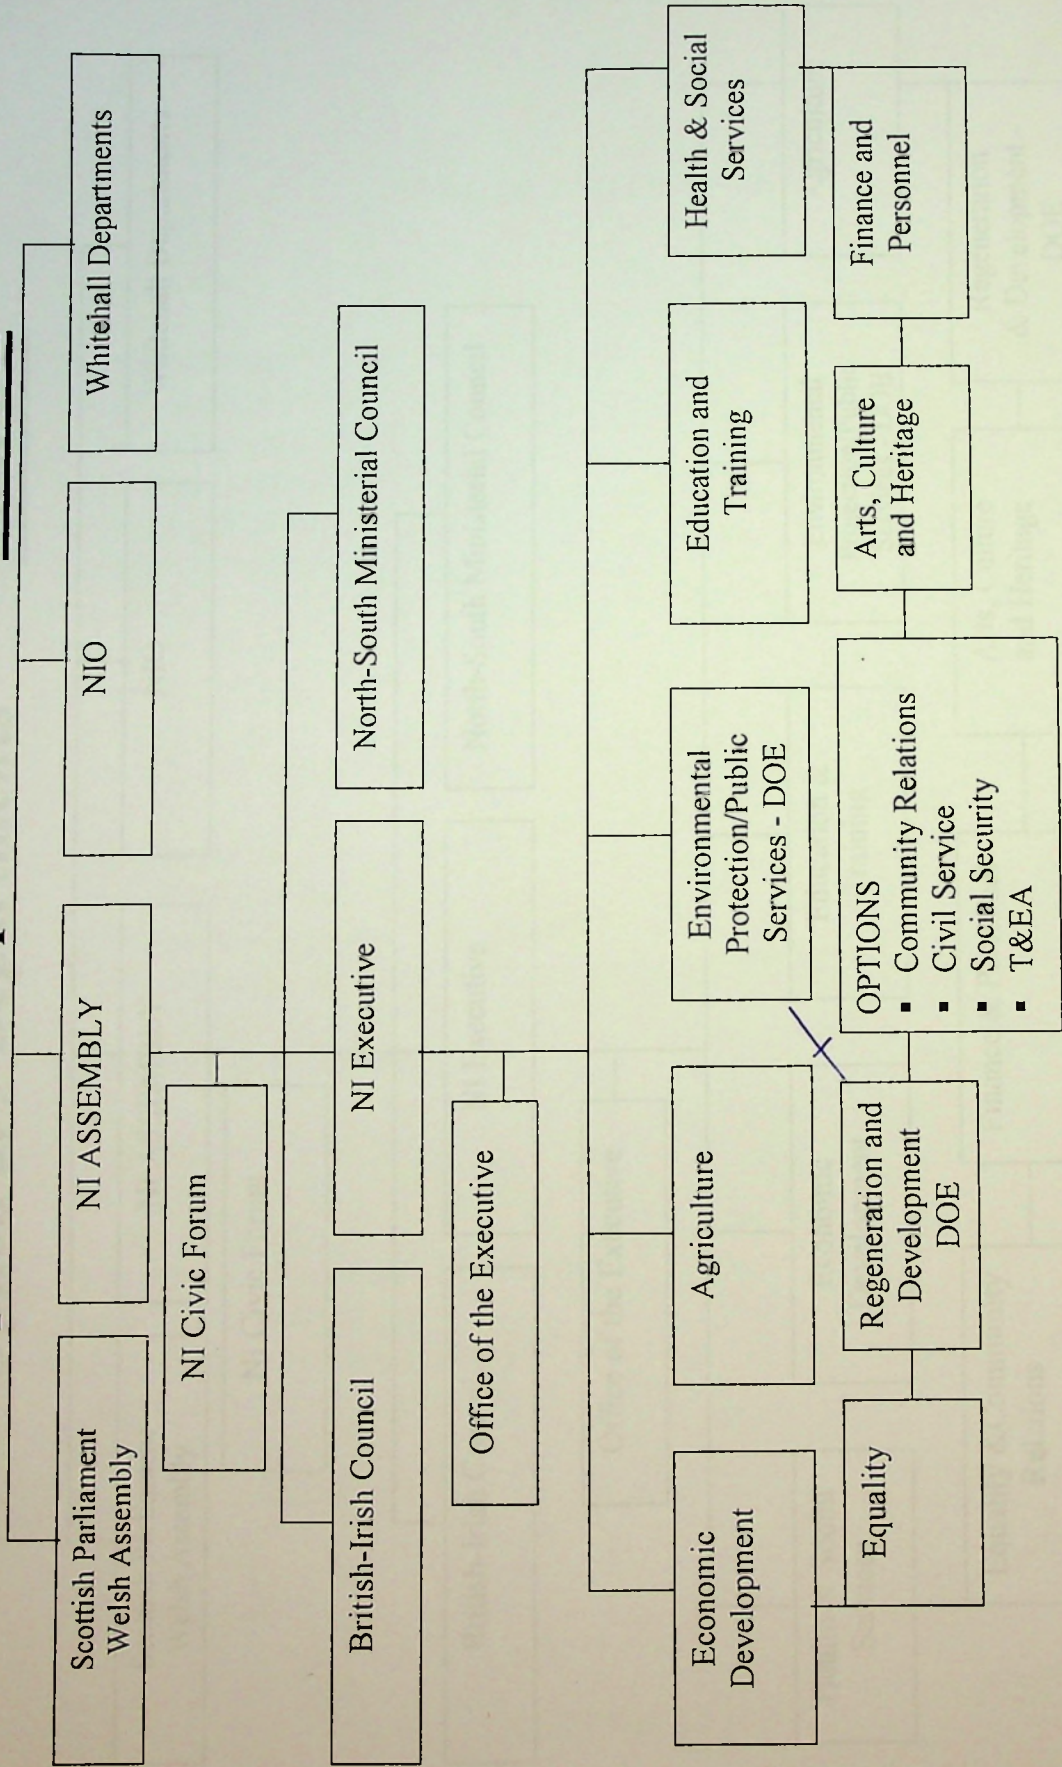 Scottish Parliament
Welsh Assembly
NI ASSEMBLY
NIO
Whitehall Departments
NI Civic Forum
British-Irish Council
NI Executive
North-South Ministerial Council
Office of the Executive
Economic
Development
Agriculture
Environmental
Protection/Public
Services - DOE
Education and
Training
Health & Social
Services
Equality
Regeneration and
Development
DOE
OPTIONS
▪ Community Relations
▪ Civil Service
▪ Social Security
▪ T&EA
Arts, Culture
and Heritage
Finance and
Personnel